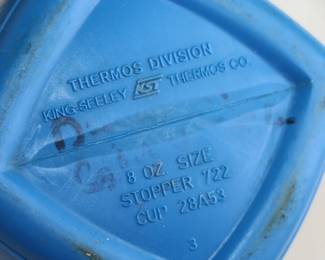 THERMOS DIVISION
KING-SEELEY KST THERMOS CO.
8 OZ. SIZE
STOPPER 722
CUP 28A53
3